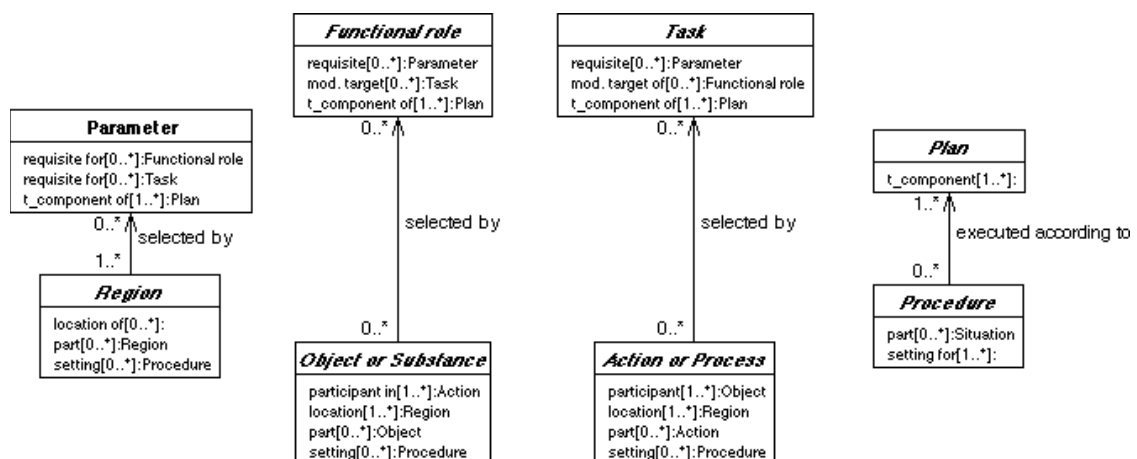 Functional role
requisite[0..*]:Parameter
mod. target[0..*]:Task
t_component of[1..*]:Plan
0..*
selected by
0..*
Object or Substance
participant in[1..*]:Action
location[1..*]:Region
part[0..*]:Object
setting[0..*]:Procedure
Task
requisite[0..*]:Parameter
mod. target of[0..*]:Functional role
t_component of[1..*]:Plan
0..*
selected by
0..*
Action or Process
participant[1..*]:Object
location[1..*]:Region
part[0..*]:Action
setting[0..*]:Procedure
Parameter
requisite for[0..*]:Functional role
requisite for[0..*]:Task
t_component of[1..*]:Plan
0..*
selected by
1..*
Region
location of[0..*]:
part[0..*]:Region
setting[0..*]:Procedure
Plan
t_component[1..*]:
1..*
executed according to
0..*
Procedure
part[0..*]:Situation
setting for[1..*]: